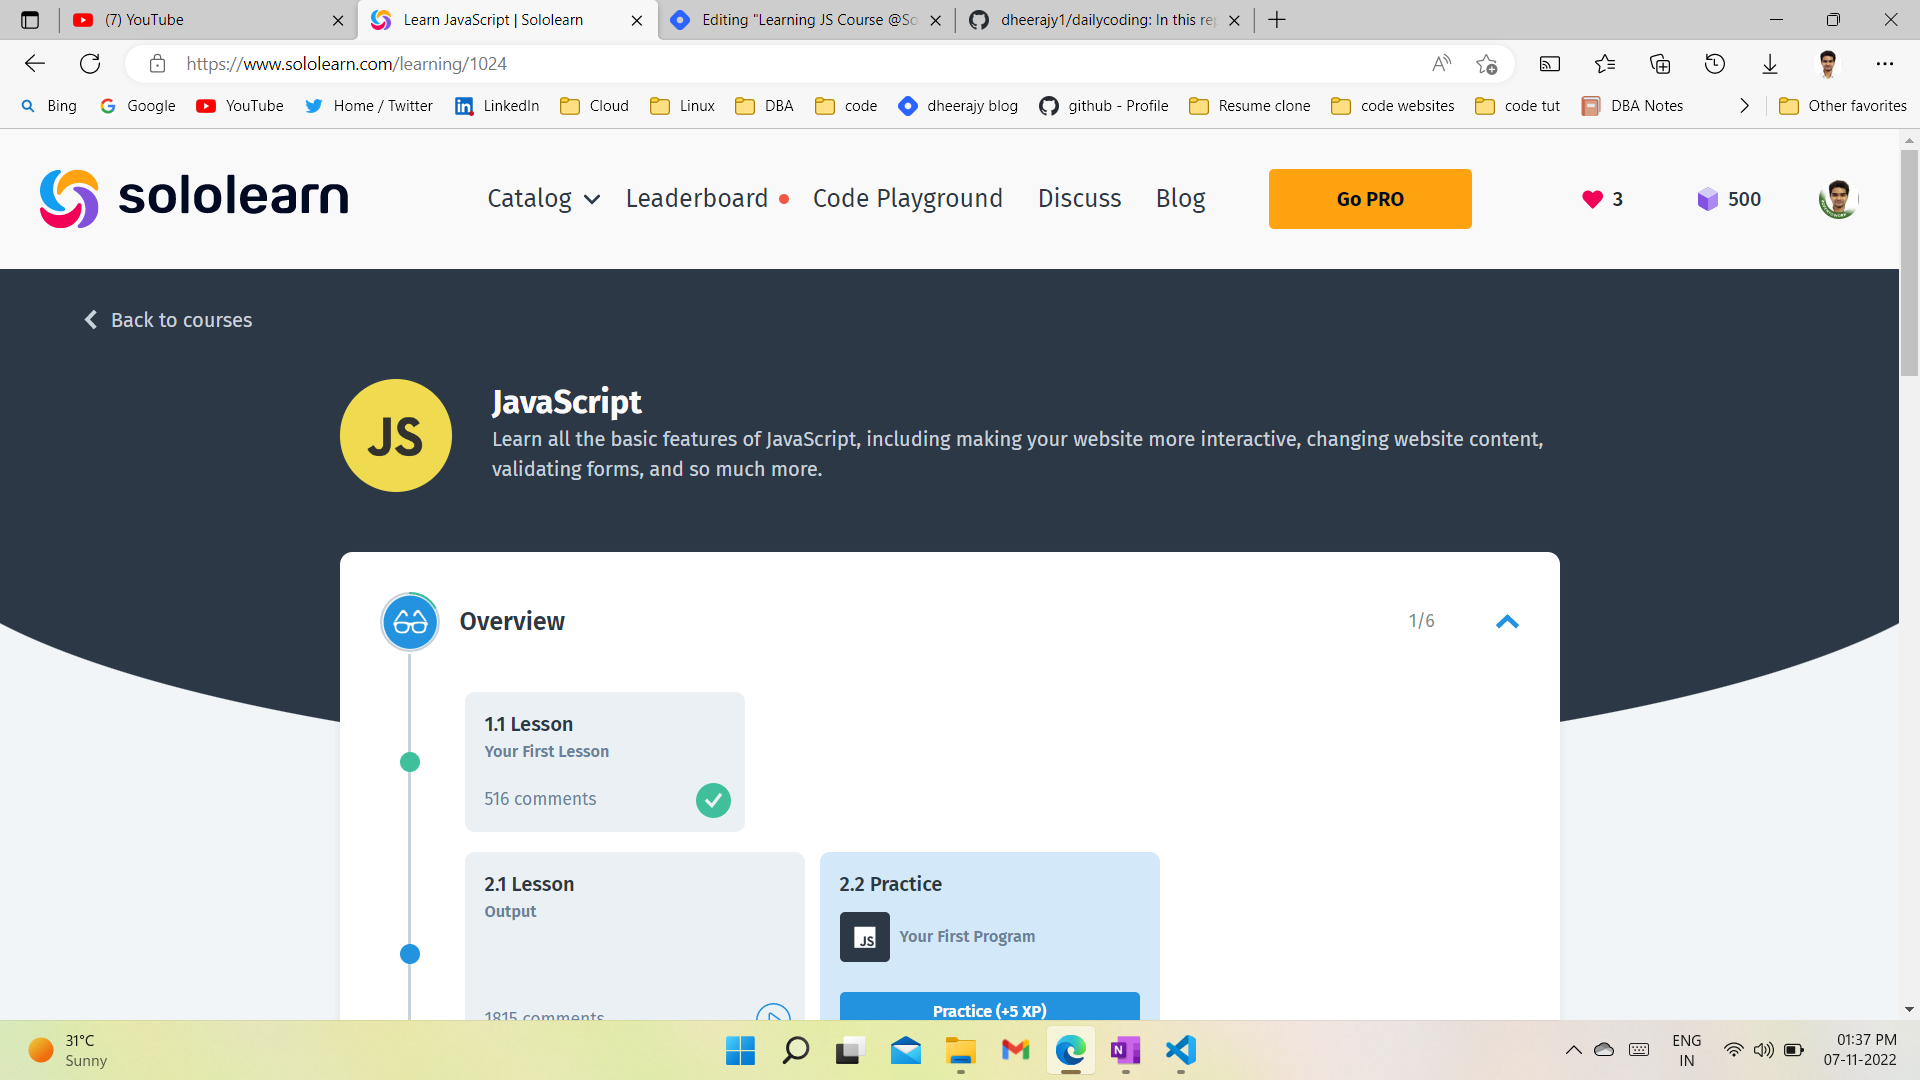 (7) YouTube
Learn JavaScript | Sololearn
Editing "Learning JS Course @So
dheerajy1/dailycoding: In this rep
https://www.sololearn.com/learning/1024
Bing
Google
YouTube
Home / Twitter
LinkedIn
Cloud
Linux
DBA
code
dheerajy blog
github - Profile
Resume clone
code websites
code tut
DBA Notes
Other favorites
sololearn
Catalog
Leaderboard
Code Playground
Discuss
Blog
Go PRO
3
500
Back to courses
JS
JavaScript
Learn all the basic features of JavaScript, including making your website more interactive, changing website content,
validating forms, and so much more.
Overview
1/6
1.1 Lesson
Your First Lesson
516 comments
2.1 Lesson
Output
1815 comments
2.2 Practice
JS
Your First Program
Practice (+5 XP)
31°C
Sunny
ENG
IN
01:37 PM
07-11-2022